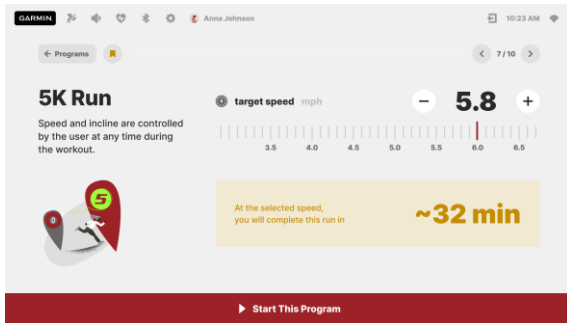 GARMIN Anna Johnson 10:23 AM
← Programs 7/10
5K Run
Speed and incline are controlled
by the user at any time during
the workout.
target speed mph
− 5.8 +
3.5 4.0 4.5 5.0 5.5 6.0 6.5
0 5
At the selected speed,
you will complete this run in
~32 min
Start This Program